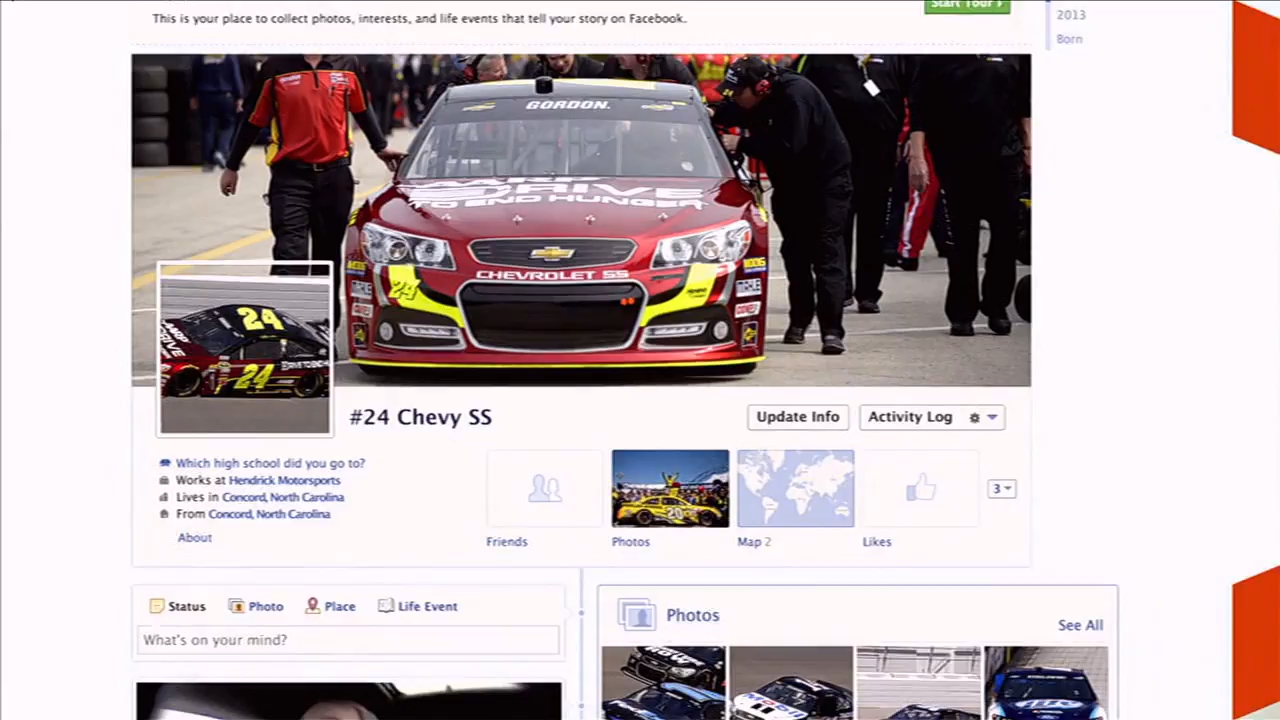 This is your place to collect photos, interests, and life events that tell your story on Facebook.
Start Tour ›
2013
Born
GORDON.
AARP
DRIVE
TO END HUNGER
CHEVROLET SS
24
24
24
#24 Chevy SS
Update Info
Activity Log
Which high school did you go to?
Works at Hendrick Motorsports
Lives in Concord, North Carolina
From Concord, North Carolina
About
20
3
Friends
Photos
Map 2
Likes
Status
Photo
Place
Life Event
What's on your mind?
Photos
See All
Mobil